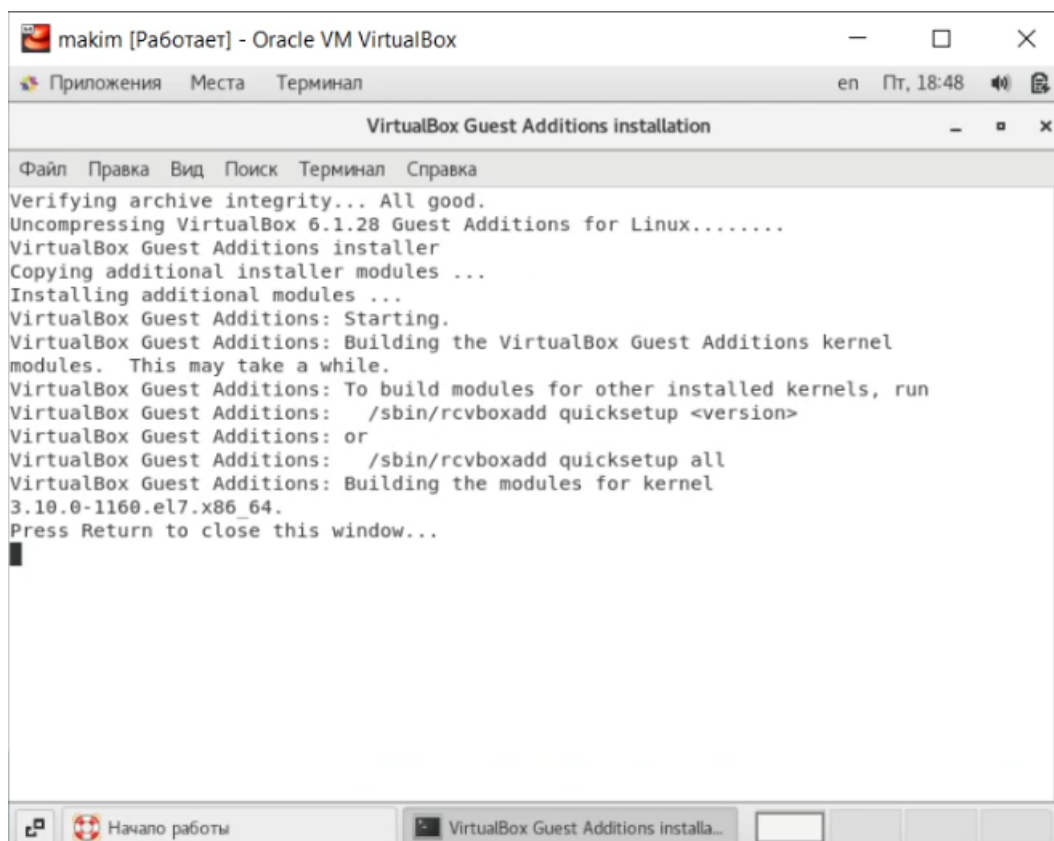 makim [Работает] - Oracle VM VirtualBox
Приложения Места Терминал en Пт, 18:48
VirtualBox Guest Additions installation
Файл Правка Вид Поиск Терминал Справка
Verifying archive integrity... All good.
Uncompressing VirtualBox 6.1.28 Guest Additions for Linux........
VirtualBox Guest Additions installer
Copying additional installer modules ...
Installing additional modules ...
VirtualBox Guest Additions: Starting.
VirtualBox Guest Additions: Building the VirtualBox Guest Additions kernel
modules.  This may take a while.
VirtualBox Guest Additions: To build modules for other installed kernels, run
VirtualBox Guest Additions:   /sbin/rcvboxadd quicksetup <version>
VirtualBox Guest Additions: or
VirtualBox Guest Additions:   /sbin/rcvboxadd quicksetup all
VirtualBox Guest Additions: Building the modules for kernel
3.10.0-1160.el7.x86_64.
Press Return to close this window...
Начало работы VirtualBox Guest Additions installa...